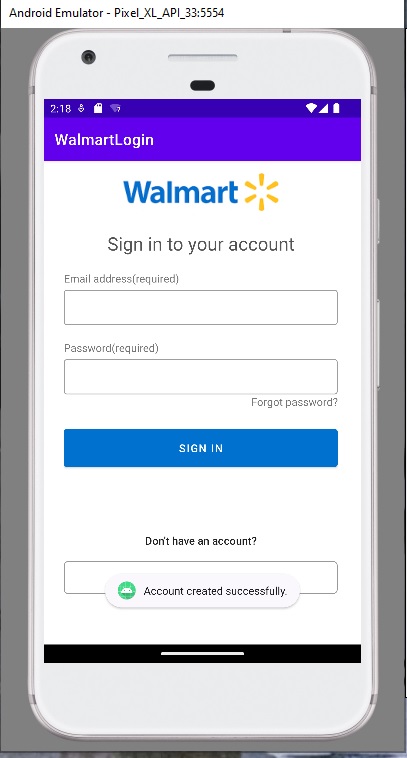 Android Emulator - Pixel_XL_API_33:5554
2:18
WalmartLogin
Walmart
Sign in to your account
Email address(required)
Password(required)
Forgot password?
SIGN IN
Don't have an account?
Account created successfully.